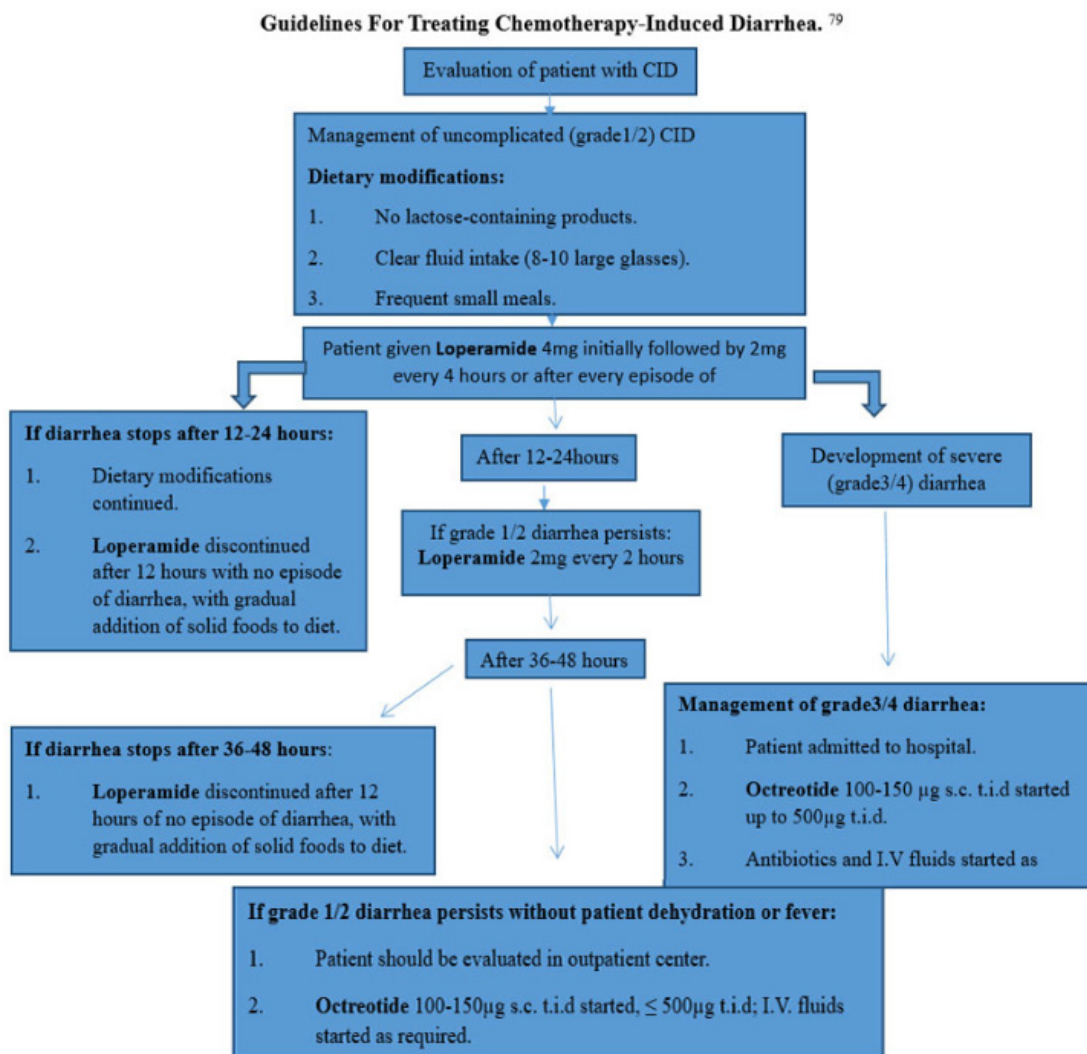 Guidelines For Treating Chemotherapy-Induced Diarrhea. 79
Evaluation of patient with CID
Management of uncomplicated (grade1/2) CID
Dietary modifications:
1. No lactose-containing products.
2. Clear fluid intake (8-10 large glasses).
3. Frequent small meals.
Patient given Loperamide 4mg initially followed by 2mg
every 4 hours or after every episode of
If diarrhea stops after 12-24 hours:
1. Dietary modifications
continued.
2. Loperamide discontinued
after 12 hours with no episode
of diarrhea, with gradual
addition of solid foods to diet.
After 12-24hours
If grade 1/2 diarrhea persists:
Loperamide 2mg every 2 hours
Development of severe
(grade3/4) diarrhea
After 36-48 hours
If diarrhea stops after 36-48 hours:
1. Loperamide discontinued after 12
hours of no episode of diarrhea, with
gradual addition of solid foods to diet.
Management of grade3/4 diarrhea:
1. Patient admitted to hospital.
2. Octreotide 100-150 µg s.c. t.i.d started
up to 500µg t.i.d.
3. Antibiotics and I.V fluids started as
If grade 1/2 diarrhea persists without patient dehydration or fever:
1. Patient should be evaluated in outpatient center.
2. Octreotide 100-150µg s.c. t.i.d started, ≤ 500µg t.i.d; I.V. fluids
started as required.